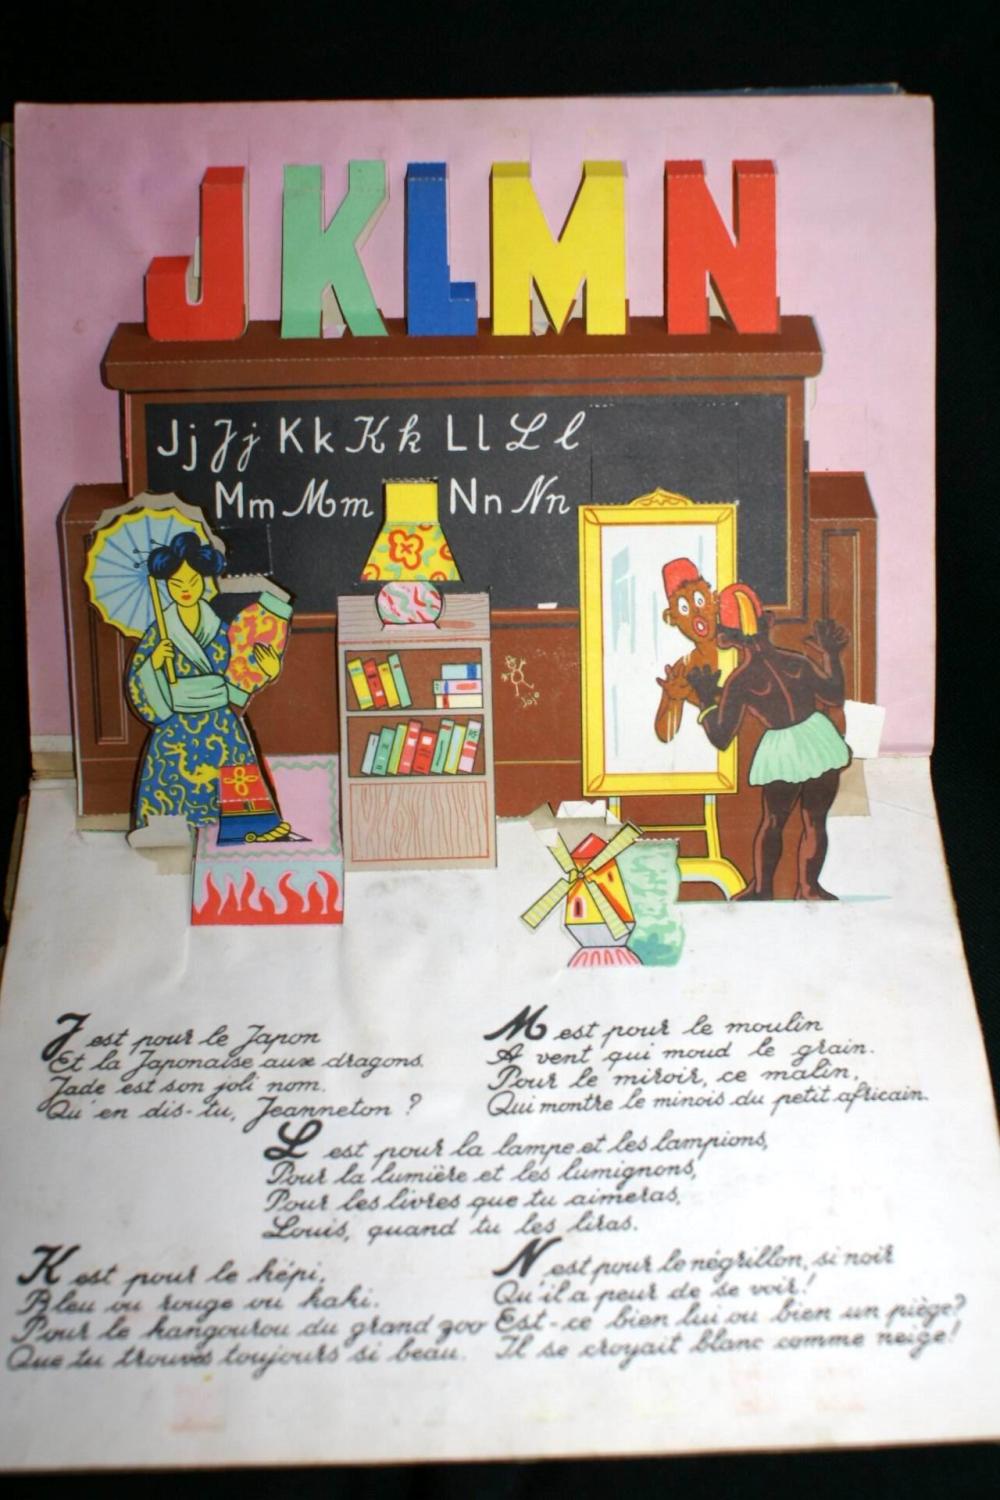 JKLMN
Jj Jj Kk Kk Ll Ll
Mm Mm Nn Nn
Jojo
J est pour le Japon
Et la Japonaise aux dragons.
Jade est son joli nom.
Qu'en dis-tu, Jeanneton ?
M est pour le moulin
A vent qui moud le grain.
Pour le miroir, ce malin,
Qui montre le minois du petit africain.
L est pour la lampe et les lampions,
Pour la lumière et les lumignons,
Pour les livres que tu aimeras,
Louis, quand tu les liras.
K est pour le képi,
Bleu ou rouge ou kaki.
Pour le kangourou du grand zoo
Que tu trouves toujours si beau.
N est pour le négrillon, si noir
Qu'il a peur de se voir!
Est-ce bien lui ou bien un piège?
Il se croyait blanc comme neige!